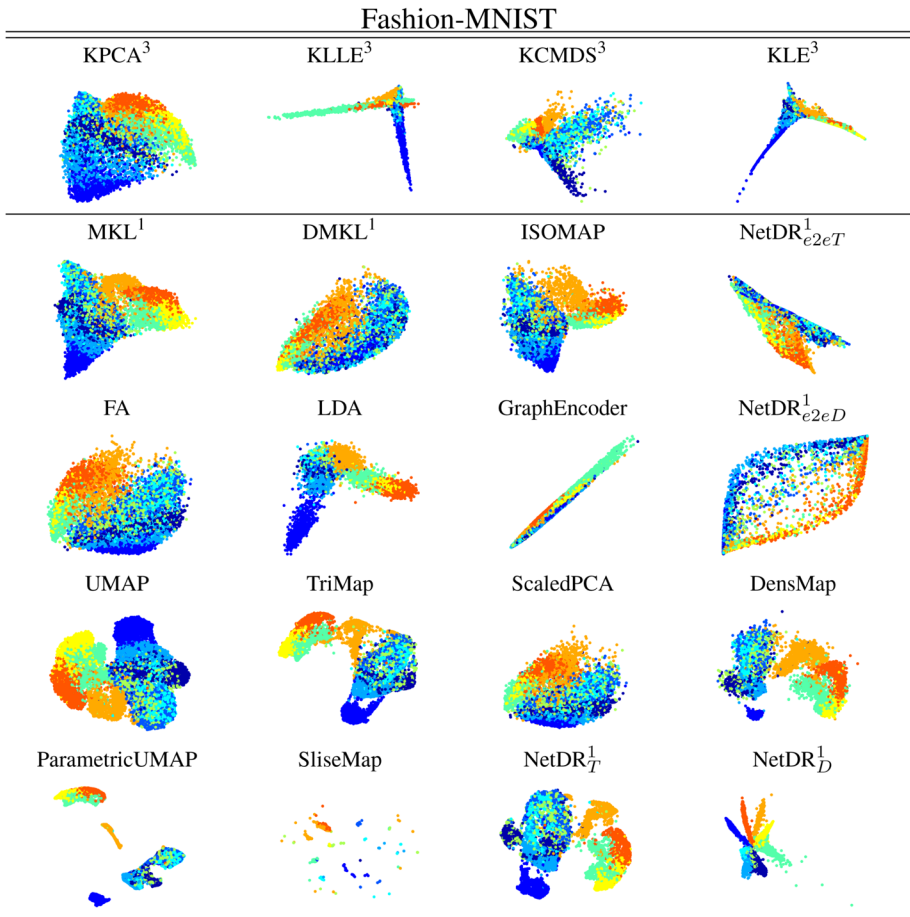 Fashion-MNIST
KPCA³ KLLE³ KCMDS³ KLE³
MKL¹ DMKL¹ ISOMAP NetDR¹e2eT
FA LDA GraphEncoder NetDR¹e2eD
UMAP TriMap ScaledPCA DensMap
ParametricUMAP SliseMap NetDR¹T NetDR¹D